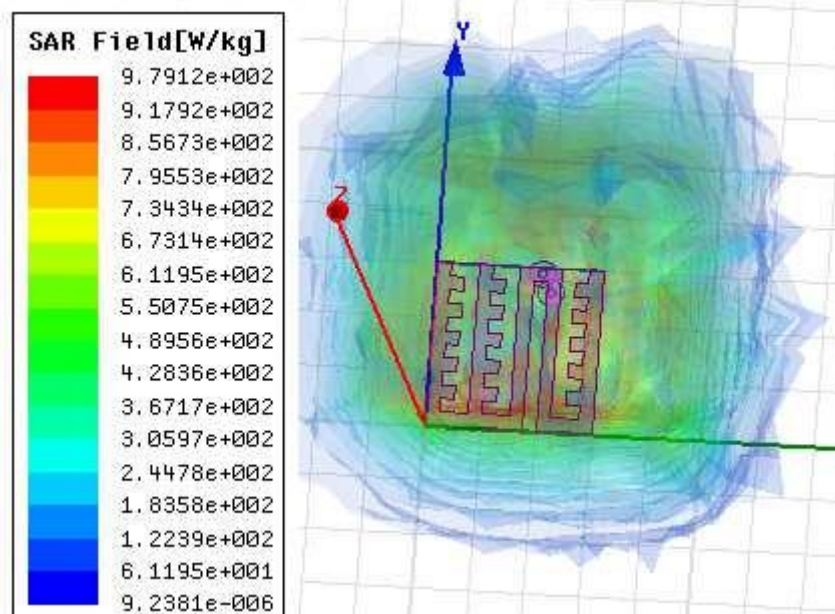 SAR Field[W/kg]
9.7912e+002
9.1792e+002
8.5673e+002
7.9553e+002
7.3434e+002
6.7314e+002
6.1195e+002
5.5075e+002
4.8956e+002
4.2836e+002
3.6717e+002
3.0597e+002
2.4478e+002
1.8358e+002
1.2239e+002
6.1195e+001
9.2381e-006
Y
Z